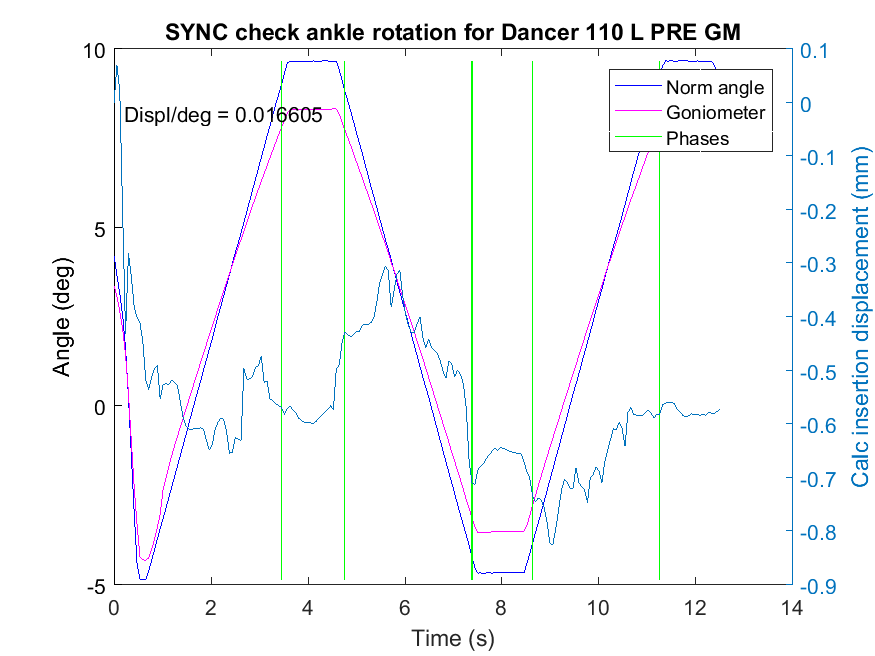 SYNC check ankle rotation for Dancer 110 L PRE GM
Displ/deg = 0.016605
Norm angle
Goniometer
Phases
Angle (deg)
10
5
0
-5
0.1
0
-0.1
-0.2
-0.3
-0.4
-0.5
-0.6
-0.7
-0.8
-0.9
Calc insertion displacement (mm)
0 2 4 6 8 10 12 14
Time (s)